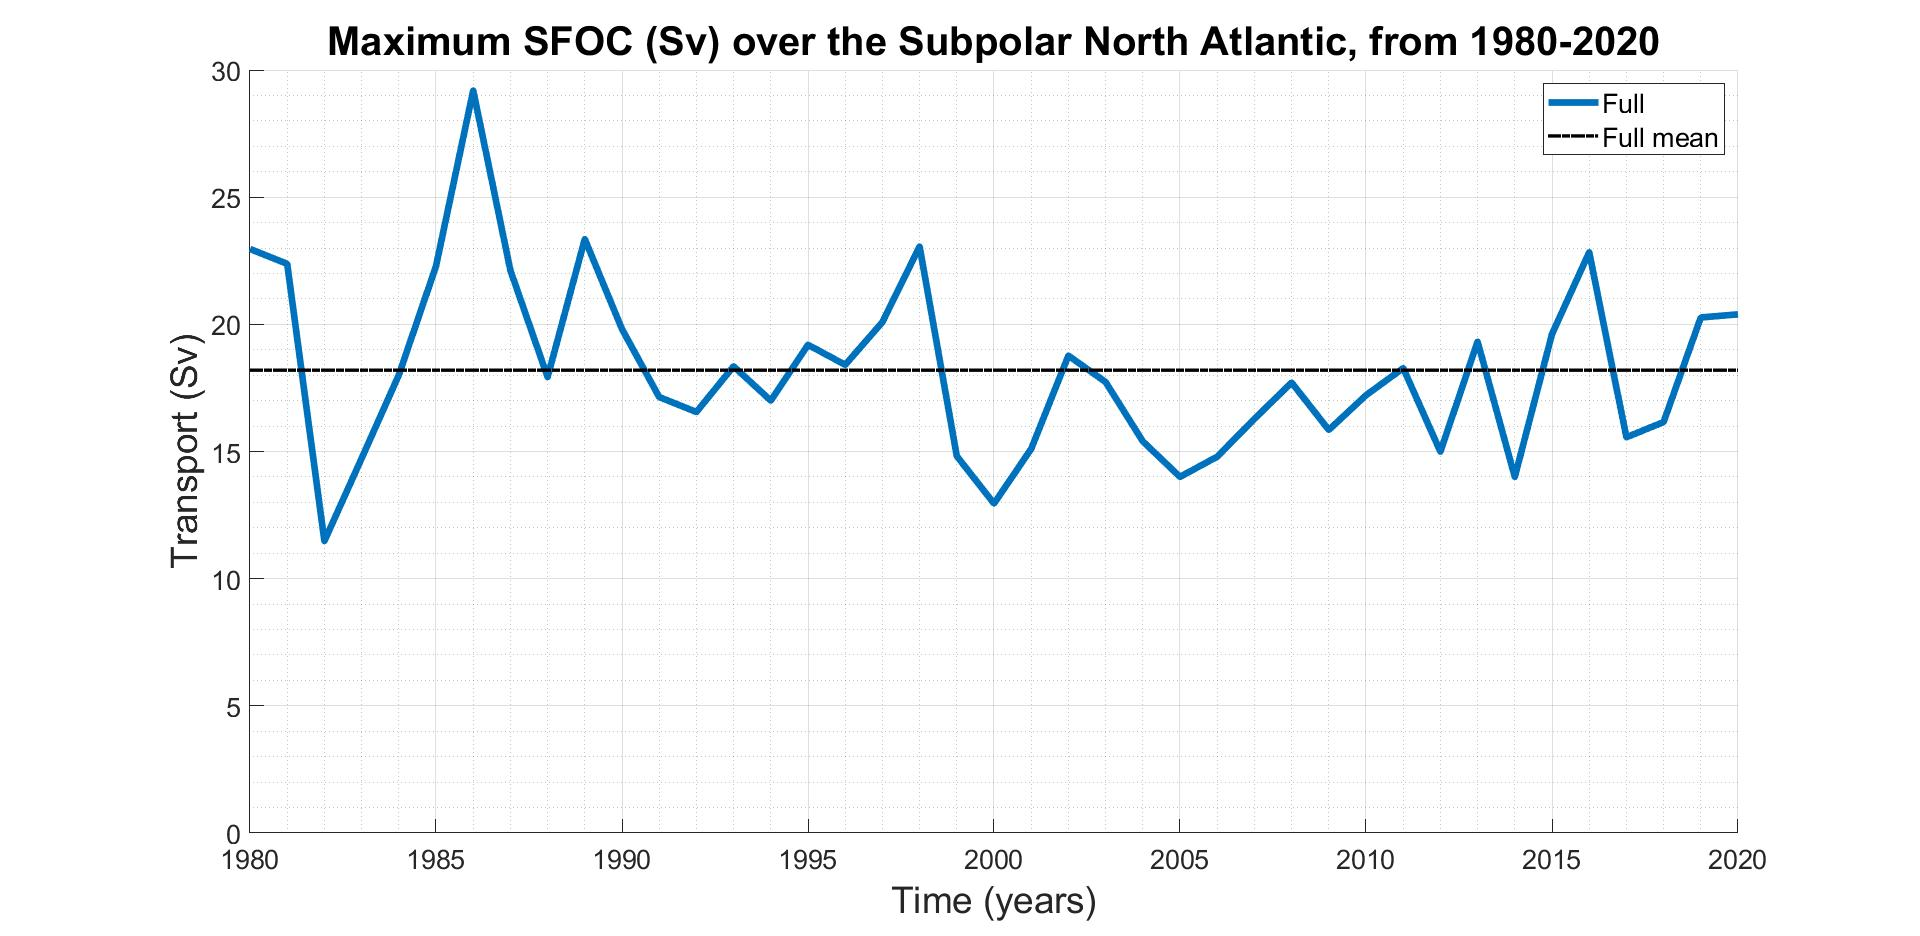 Maximum SFOC (Sv) over the Subpolar North Atlantic, from 1980-2020
30
25
20
15
10
5
0
Transport (Sv)
Full
Full mean
1980 1985 1990 1995 2000 2005 2010 2015 2020
Time (years)